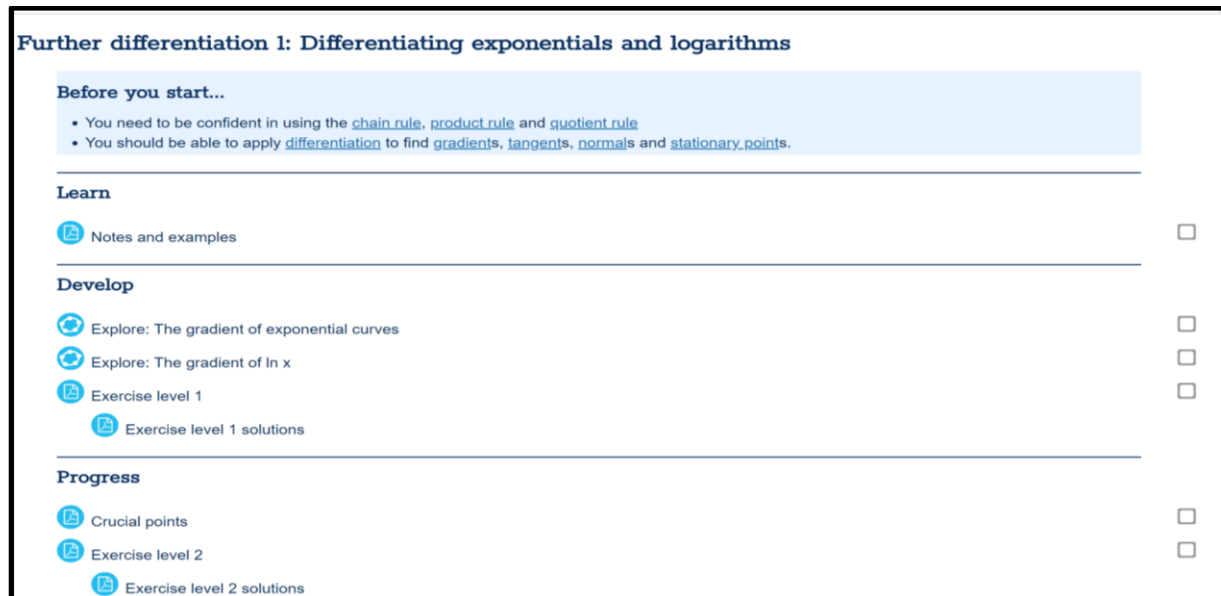 Further differentiation 1: Differentiating exponentials and logarithms
Before you start...
• You need to be confident in using the chain rule, product rule and quotient rule
• You should be able to apply differentiation to find gradients, tangents, normals and stationary points.
Learn
Notes and examples
Develop
Explore: The gradient of exponential curves
Explore: The gradient of ln x
Exercise level 1
Exercise level 1 solutions
Progress
Crucial points
Exercise level 2
Exercise level 2 solutions